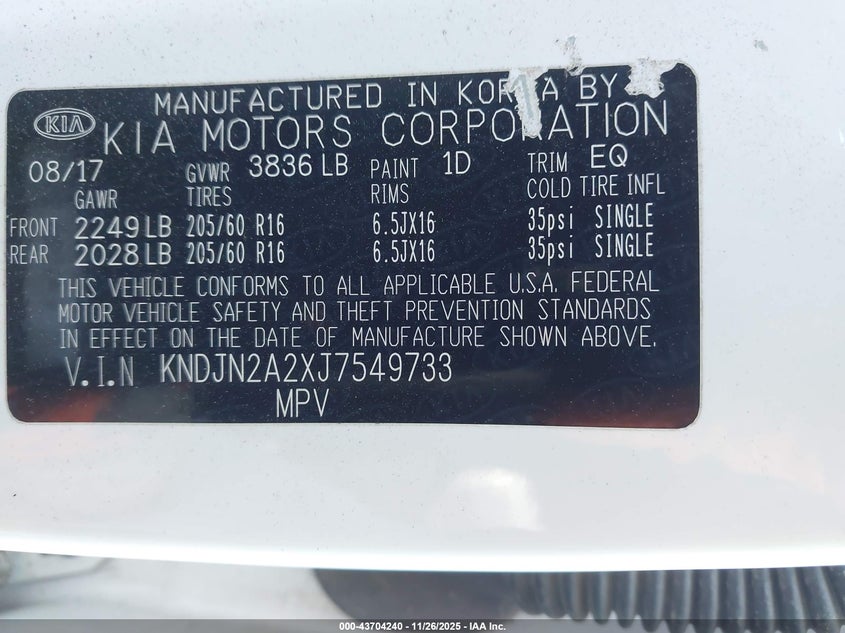 MANUFACTURED IN KOREA BY
KIA KIA MOTORS CORPORATION
08/17 GVWR 3836 LB PAINT 1D TRIM EQ
GAWR TIRES RIMS COLD TIRE INFL
FRONT 2249 LB 205/60 R16 6.5JX16 35psi SINGLE
REAR 2028 LB 205/60 R16 6.5JX16 35psi SINGLE
THIS VEHICLE CONFORMS TO ALL APPLICABLE U.S.A. FEDERAL
MOTOR VEHICLE SAFETY AND THEFT PREVENTION STANDARDS
IN EFFECT ON THE DATE OF MANUFACTURE SHOWN ABOVE.
V.I.N KNDJN2A2XJ7549733
MPV
000-43704240 - 11/26/2025 - IAA Inc.